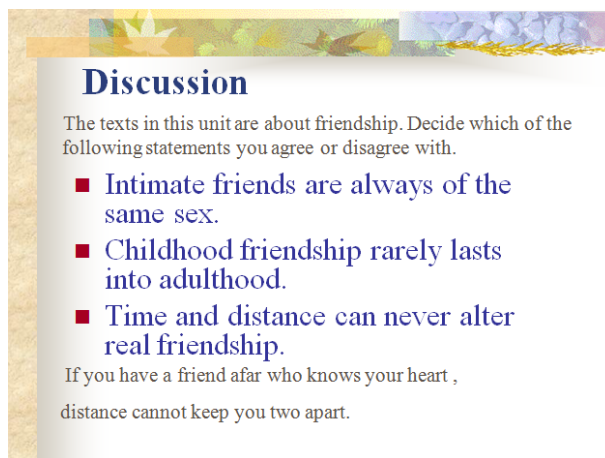 Discussion
The texts in this unit are about friendship. Decide which of the
following statements you agree or disagree with.
Intimate friends are always of the
same sex.
Childhood friendship rarely lasts
into adulthood.
Time and distance can never alter
real friendship.
If you have a friend afar who knows your heart ,
distance cannot keep you two apart.